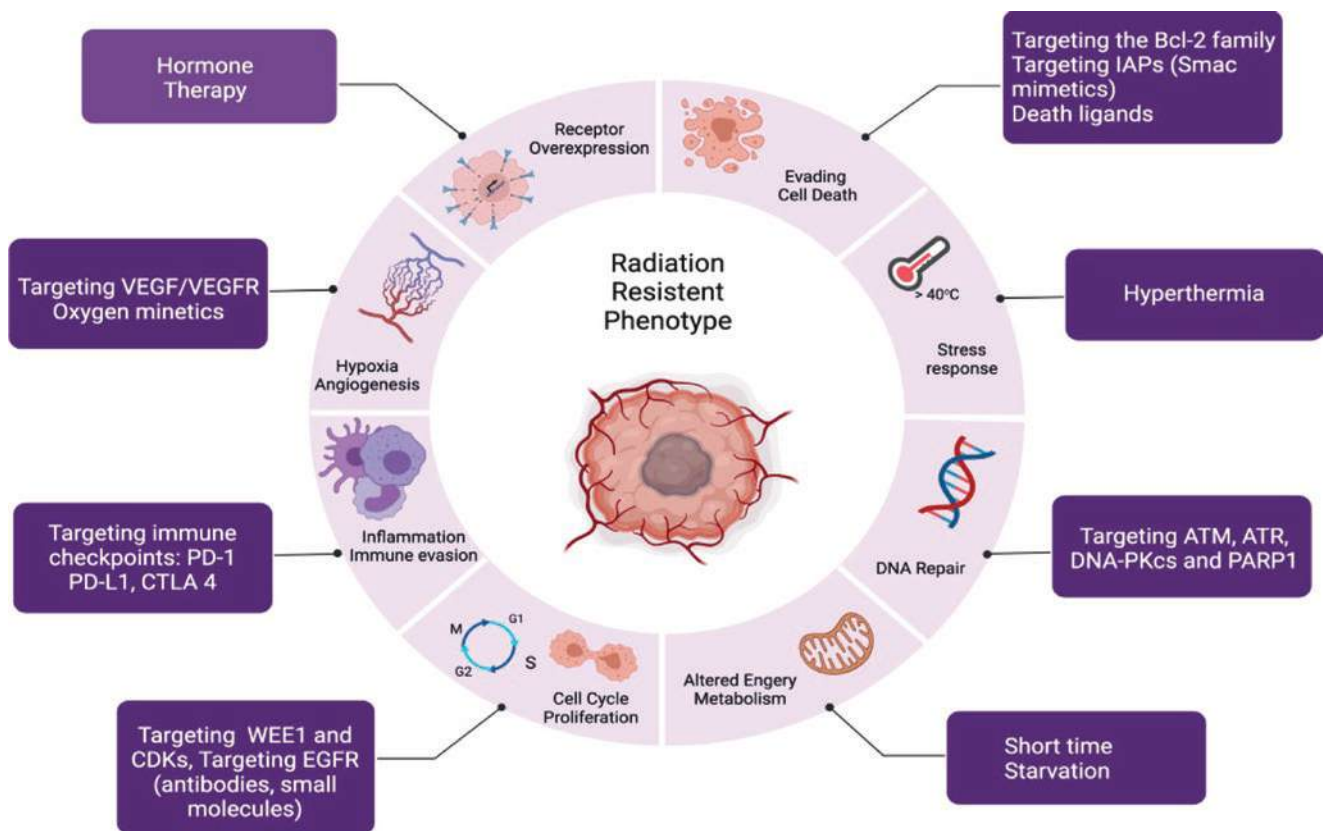 Hormone
Therapy
Targeting the Bcl-2 family
Targeting IAPs (Smac
mimetics)
Death ligands
Receptor
Overexpression
Evading
Cell Death
Targeting VEGF/VEGFR
Oxygen minetics
Hypoxia
Angiogenesis
Radiation
Resistent
Phenotype
> 40°C
Stress
response
Hyperthermia
Targeting immune
checkpoints: PD-1
PD-L1, CTLA 4
Inflammation
Immune evasion
DNA Repair
Targeting ATM, ATR,
DNA-PKcs and PARP1
M
G1
G2
S
Cell Cycle
Proliferation
Altered Engery
Metabolism
Targeting WEE1 and
CDKs, Targeting EGFR
(antibodies, small
molecules)
Short time
Starvation